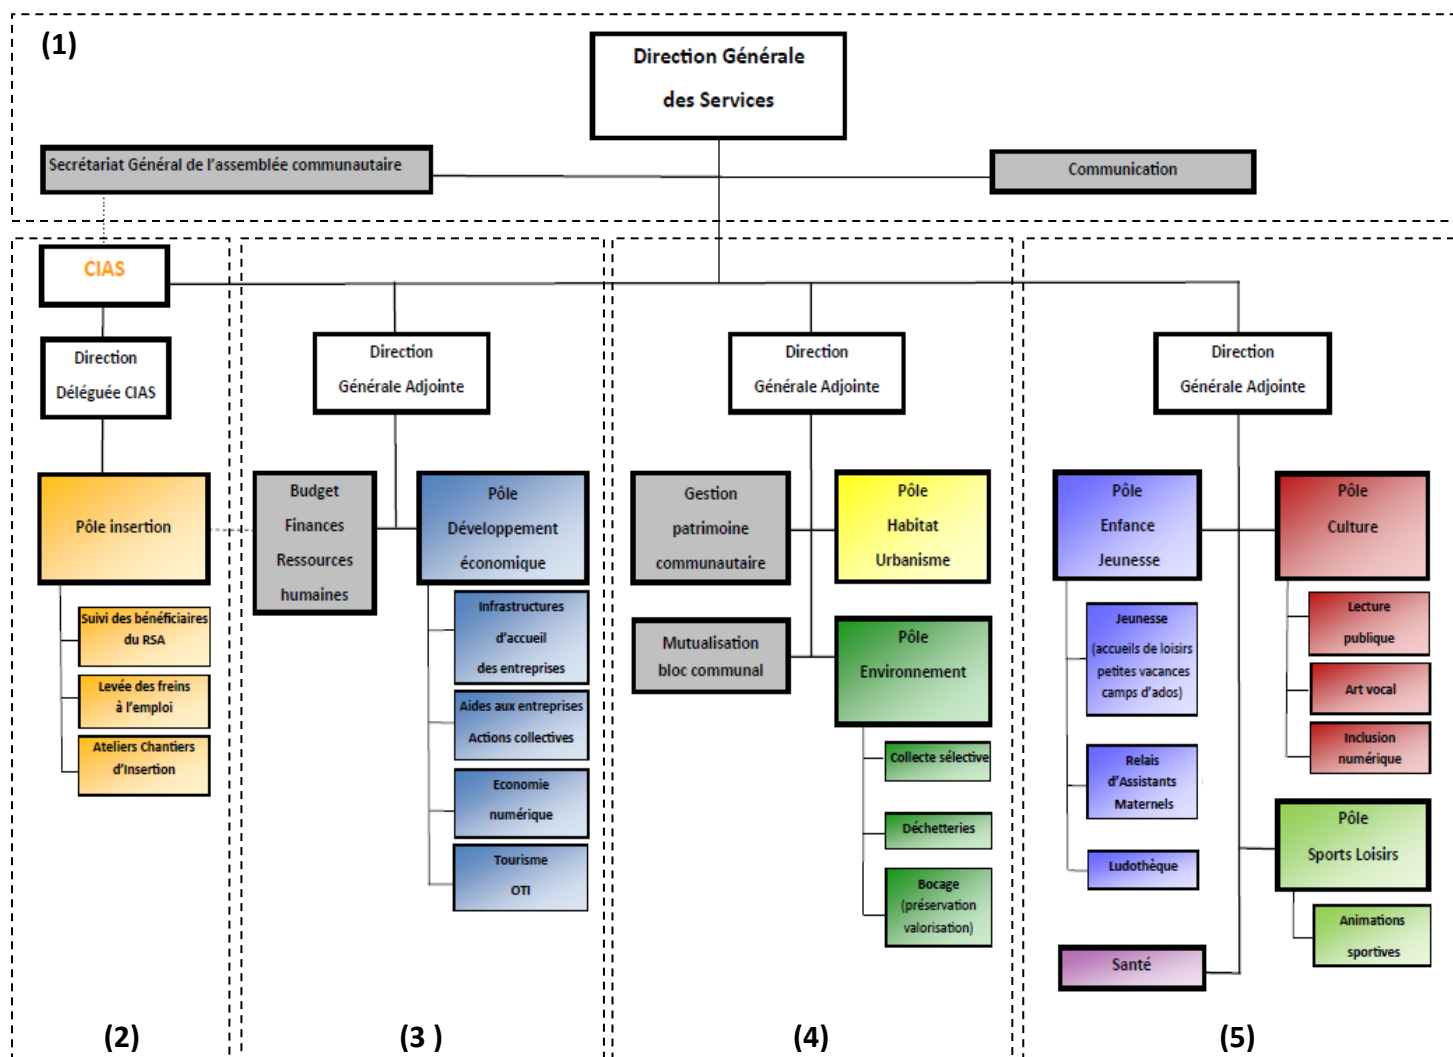 (1)
Direction Générale
des Services
Secrétariat Général de l'assemblée communautaire
Communication
CIAS
Direction
Déléguée CIAS
Pôle insertion
Suivi des bénéficiaires
du RSA
Levée des freins
à l'emploi
Ateliers Chantiers
d'Insertion
(2)
Direction
Générale Adjointe
Budget
Finances
Ressources
humaines
Pôle
Développement
économique
Infrastructures
d'accueil
des entreprises
Aides aux entreprises
Actions collectives
Economie
numérique
Tourisme
OTI
(3 )
Direction
Générale Adjointe
Gestion
patrimoine
communautaire
Pôle
Habitat
Urbanisme
Mutualisation
bloc communal
Pôle
Environnement
Collecte sélective
Déchetteries
Bocage
(préservation
valorisation)
(4)
Direction
Générale Adjointe
Pôle
Enfance
Jeunesse
Jeunesse
(accueils de loisirs
petites vacances
camps d'ados)
Relais
d'Assistants
Maternels
Ludothèque
Santé
Pôle
Culture
Lecture
publique
Art vocal
Inclusion
numérique
Pôle
Sports Loisirs
Animations
sportives
(5)